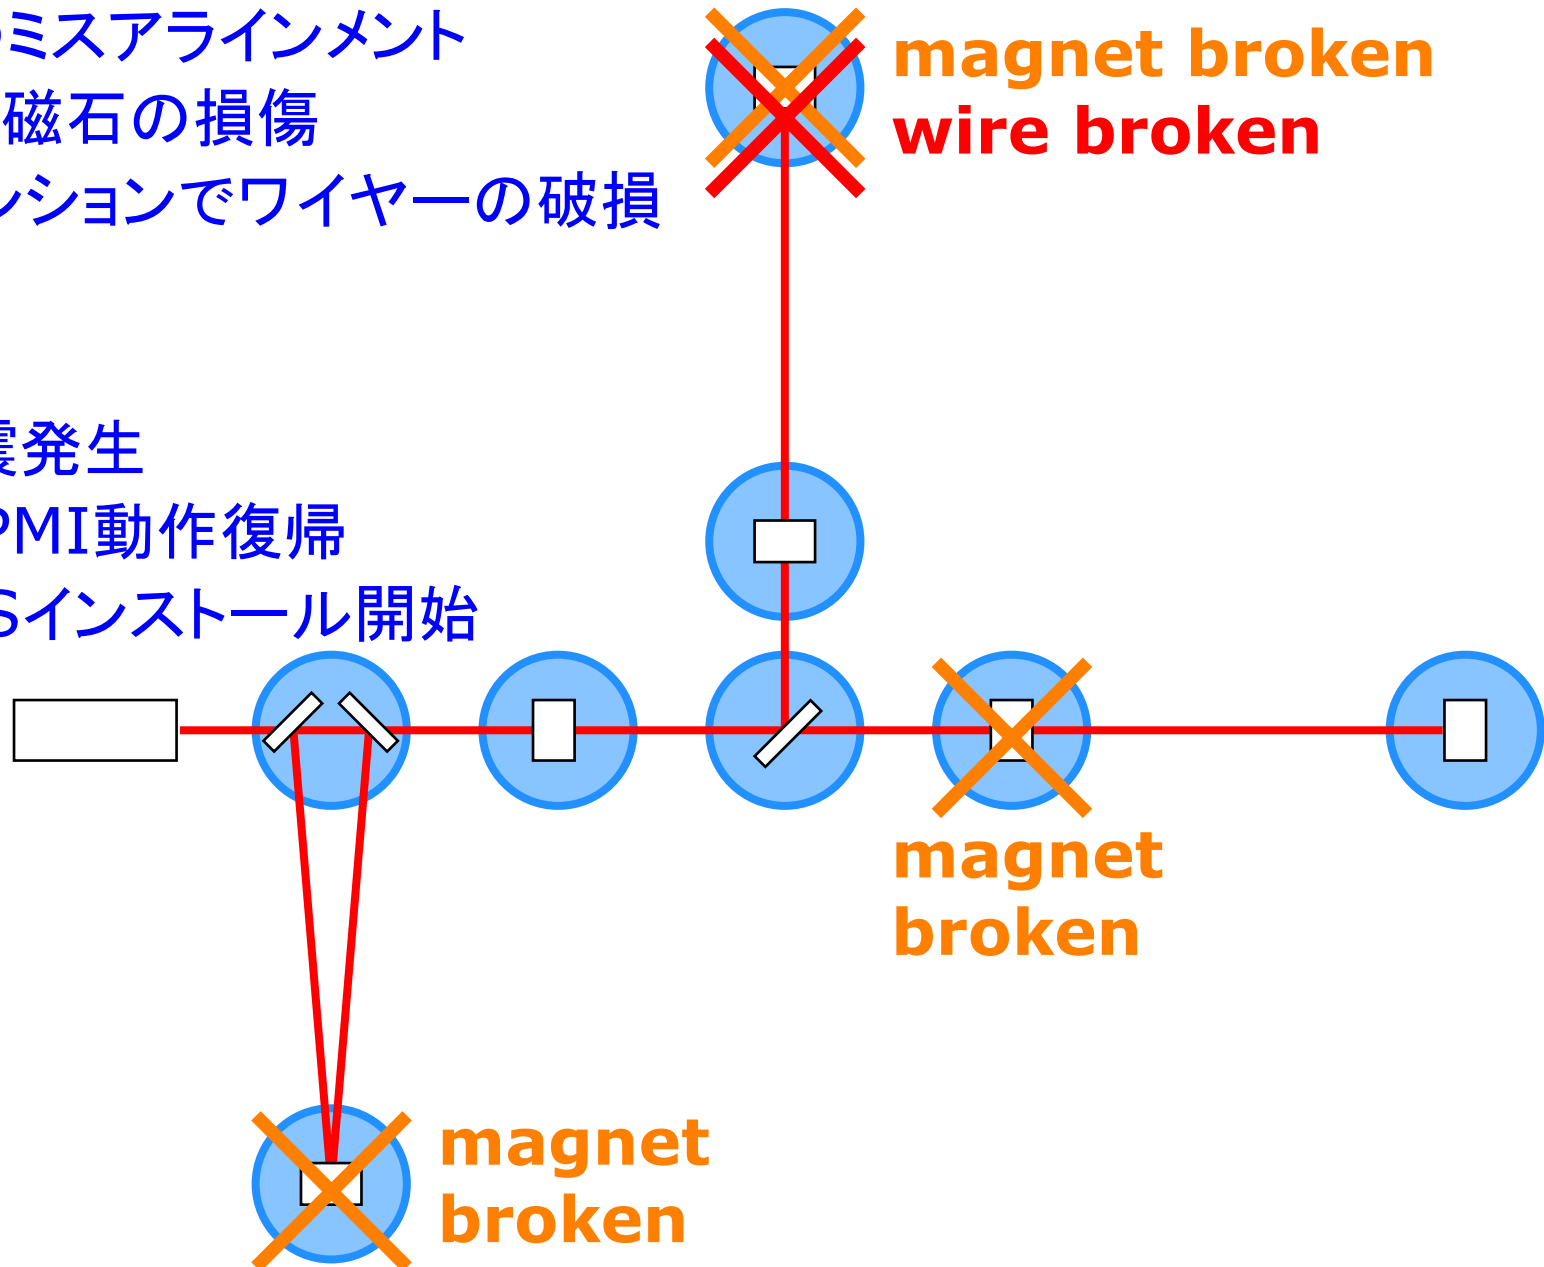 ミスアラインメント
磁石の損傷
ションでワイヤーの破損
magnet broken
wire broken
震発生
PMI動作復帰
Sインストール開始
magnet
broken
magnet
broken